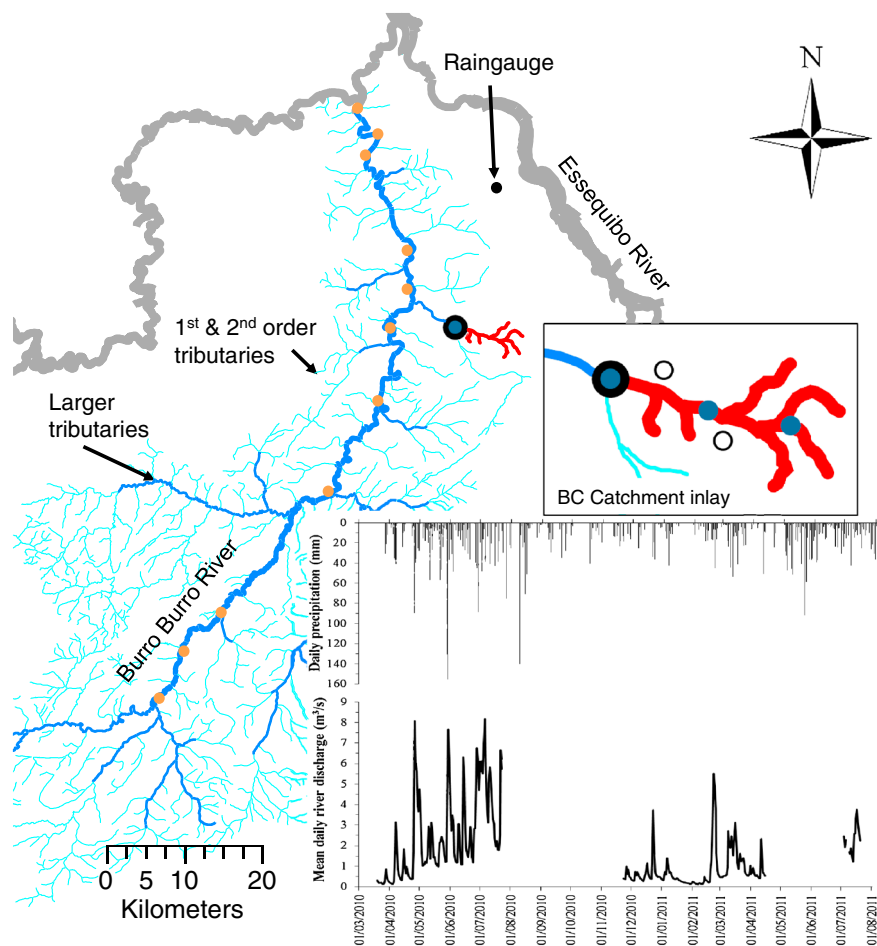 Raingauge
N
Essequibo River
1st & 2nd order
tributaries
Larger
tributaries
BC Catchment inlay
Burro Burro River
0 5 10 20
Kilometers
Daily precipitation (mm)
0
20
40
60
80
100
120
140
160
Mean daily river discharge (m³/s)
9
8
7
6
5
4
3
2
1
0
01/03/2010
01/04/2010
01/05/2010
01/06/2010
01/07/2010
01/08/2010
01/09/2010
01/10/2010
01/11/2010
01/12/2010
01/01/2011
01/02/2011
01/03/2011
01/04/2011
01/05/2011
01/06/2011
01/07/2011
01/08/2011